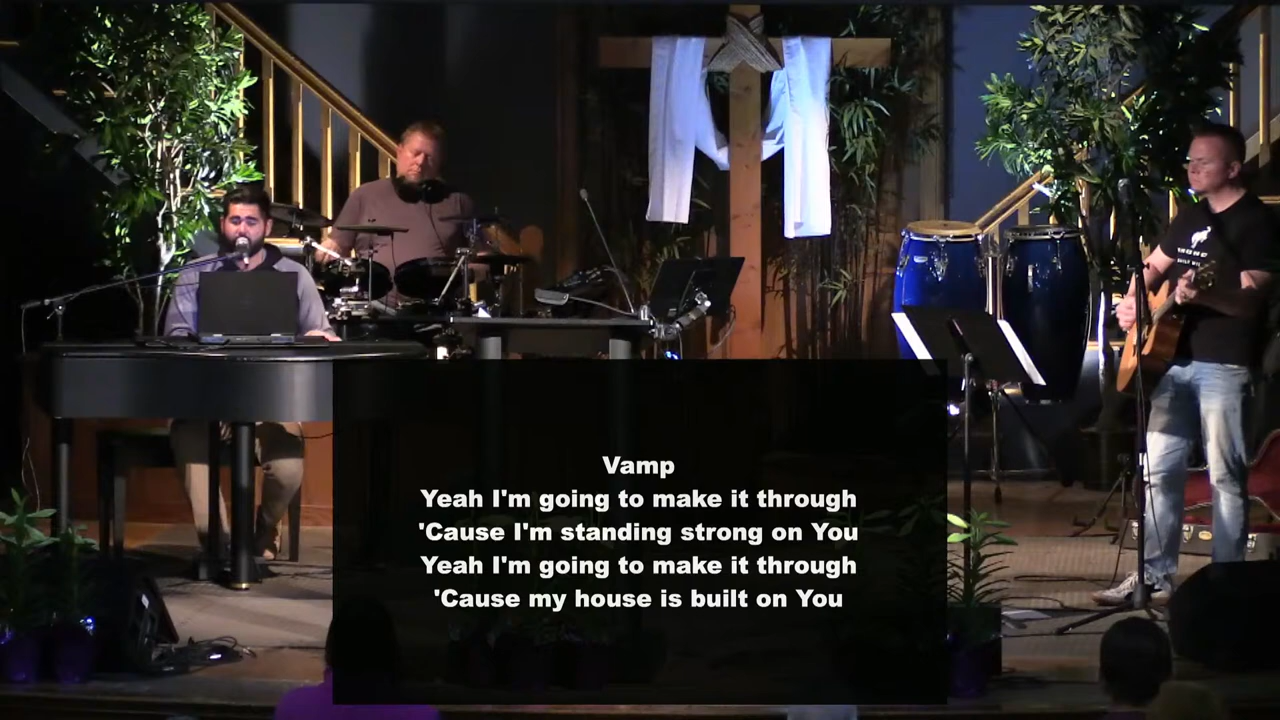 Vamp
Yeah I'm going to make it through
'Cause I'm standing strong on You
Yeah I'm going to make it through
'Cause my house is built on You